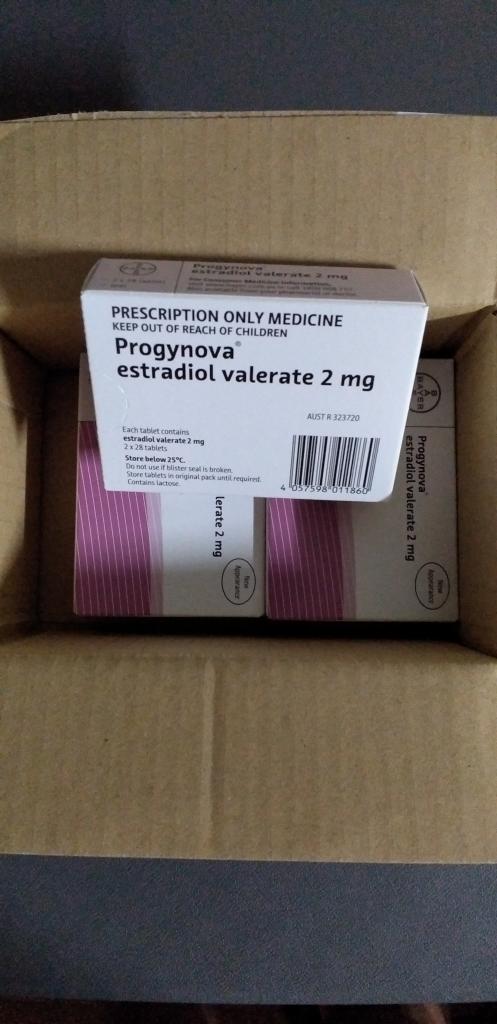 BAYER
Progynova
estradiol valerate 2 mg
PRESCRIPTION ONLY MEDICINE
KEEP OUT OF REACH OF CHILDREN
Progynova®
estradiol valerate 2 mg
AUST R 323720
Each tablet contains
estradiol valerate 2 mg
2 x 28 tablets
Store below 25°C.
Do not use if blister seal is broken.
Store tablets in original pack until required.
Contains lactose.
4 057598 011860
lerate 2 mg
New
Appearance
BAYER
Progynova®
estradiol valerate 2 mg
New
Appearance